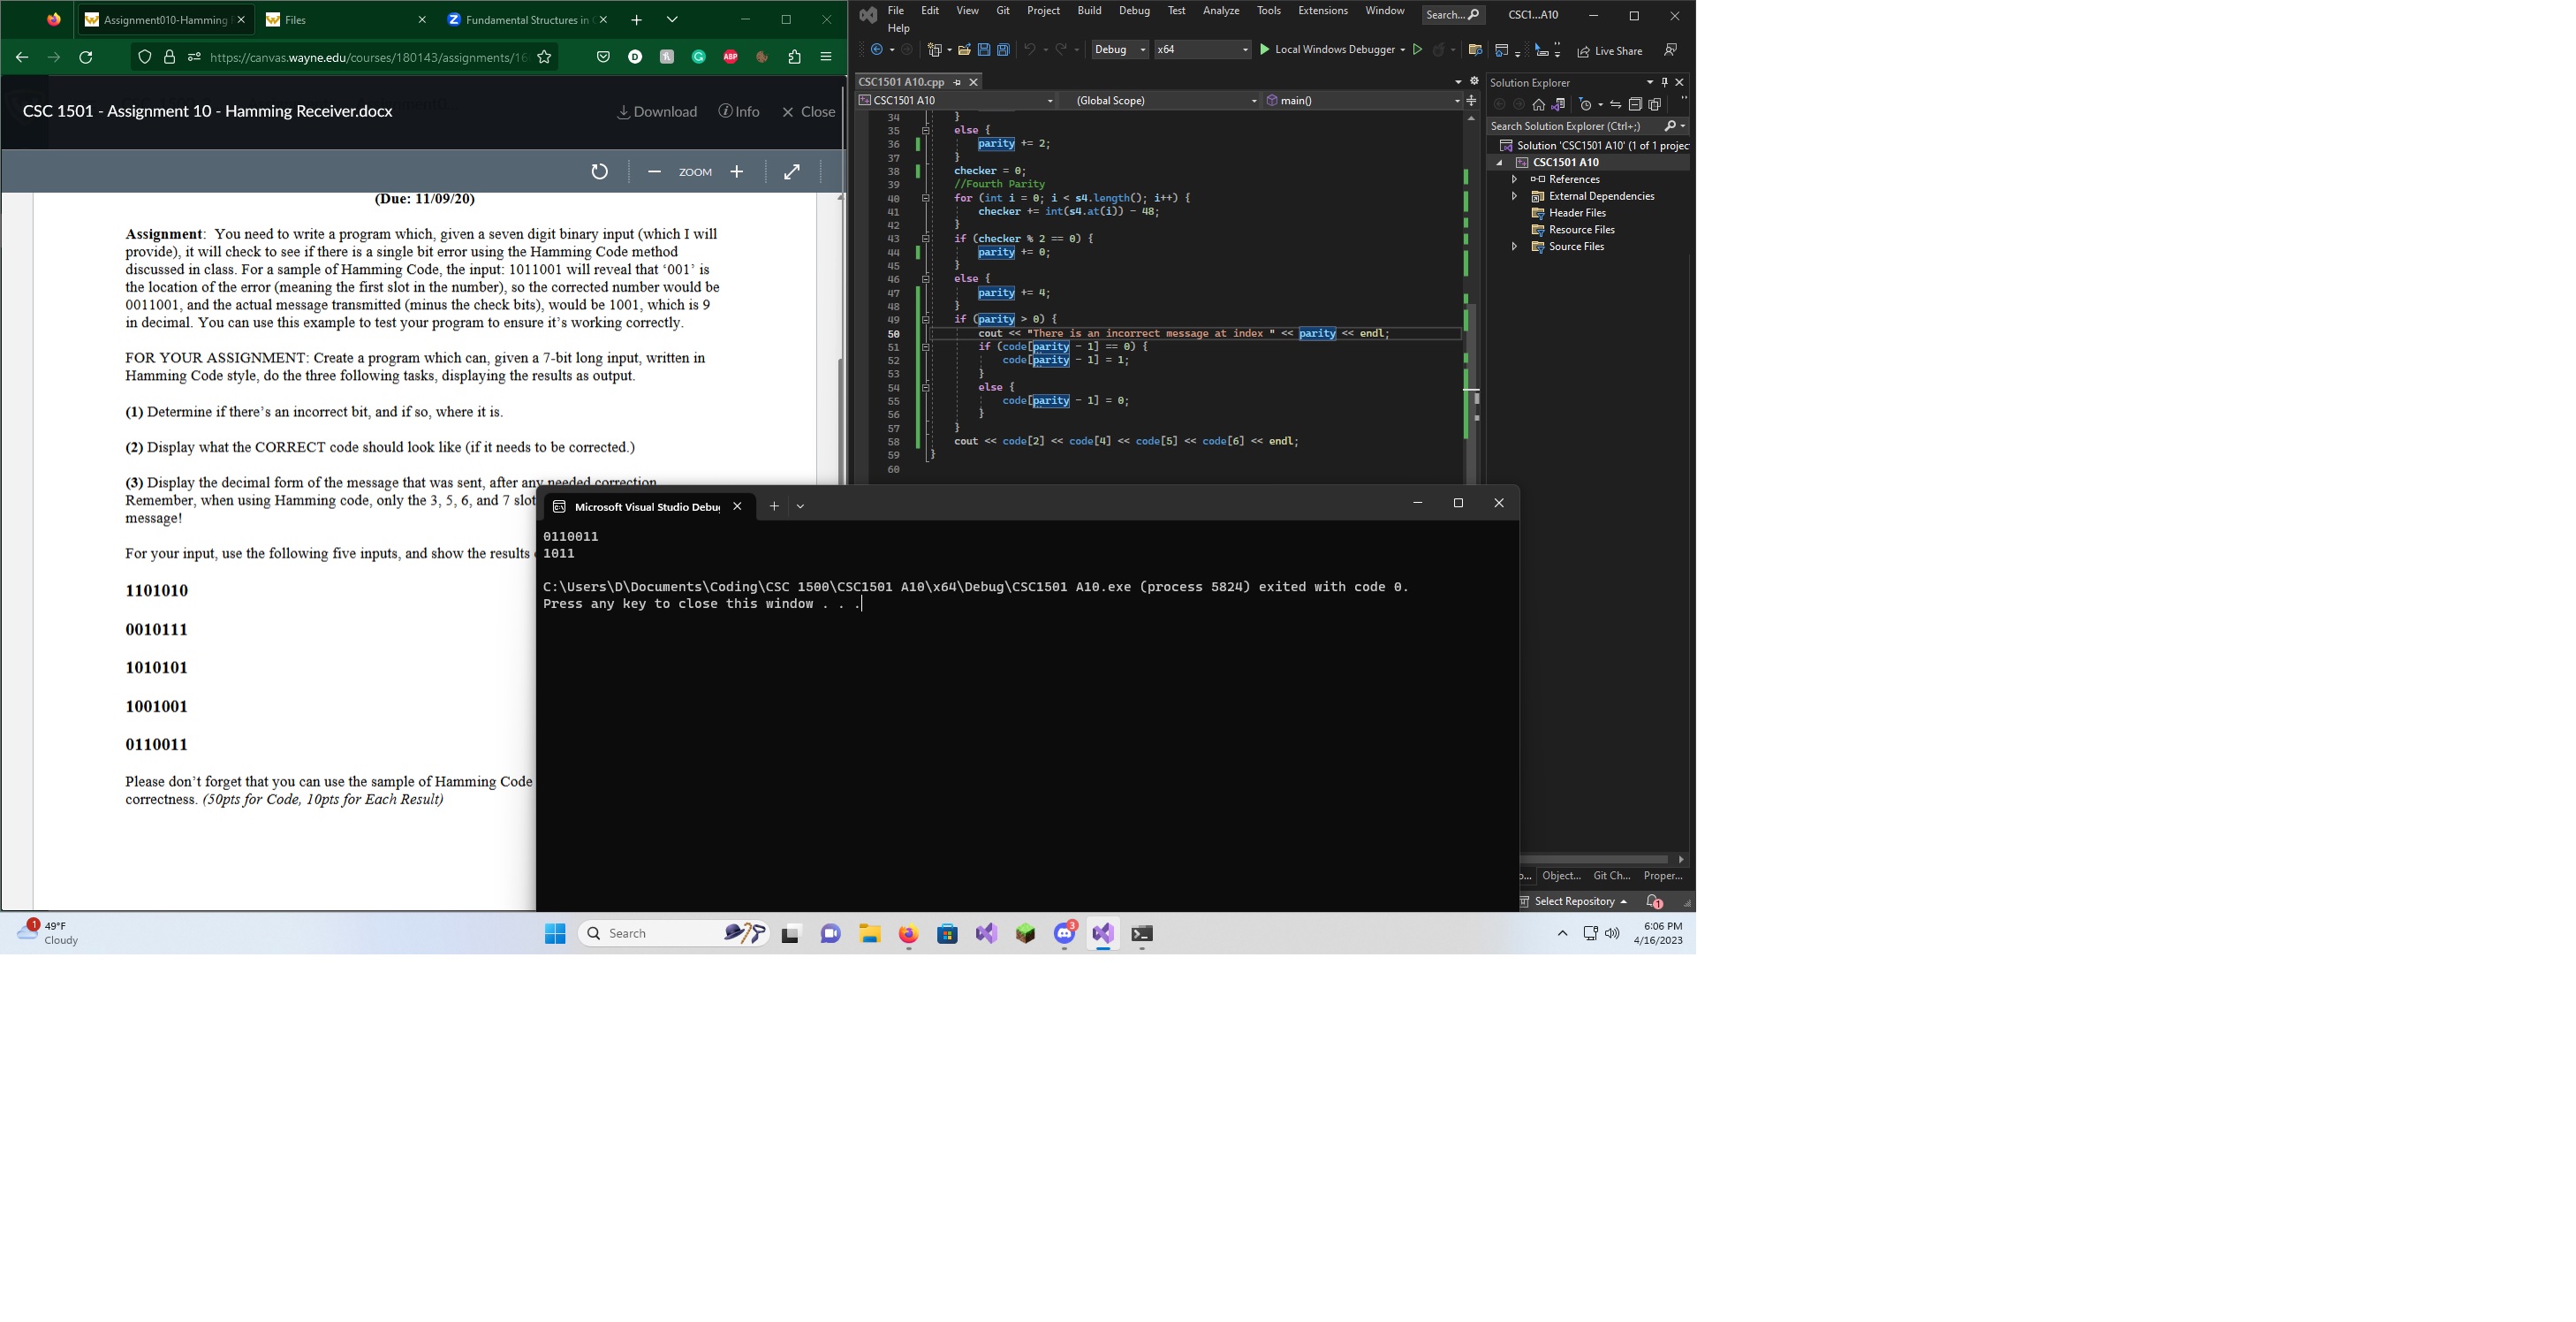 Assignment010-Hamming
Files
Fundamental Structures in
https://canvas.wayne.edu/courses/180143/assignments/16
CSC 1501 - Assignment 10 - Hamming Receiver.docx
Download
Info
Close
ZOOM
(Due: 11/09/20)
Assignment: You need to write a program which, given a seven digit binary input (which I will
provide), it will check to see if there is a single bit error using the Hamming Code method
discussed in class. For a sample of Hamming Code, the input: 1011001 will reveal that ‘001’ is
the location of the error (meaning the first slot in the number), so the corrected number would be
0011001, and the actual message transmitted (minus the check bits), would be 1001, which is 9
in decimal. You can use this example to test your program to ensure it’s working correctly.
FOR YOUR ASSIGNMENT: Create a program which can, given a 7-bit long input, written in
Hamming Code style, do the three following tasks, displaying the results as output.
(1) Determine if there’s an incorrect bit, and if so, where it is.
(2) Display what the CORRECT code should look like (if it needs to be corrected.)
(3) Display the decimal form of the message that was sent, after any needed correction
Remember, when using Hamming code, only the 3, 5, 6, and 7 slot
message!
For your input, use the following five inputs, and show the results
1101010
0010111
1010101
1001001
0110011
Please don’t forget that you can use the sample of Hamming Code
correctness. (50pts for Code, 10pts for Each Result)
File Edit View Git Project Build Debug Test Analyze Tools Extensions Window Search... CSC1...A10
Help
Debug x64 Local Windows Debugger Live Share
CSC1501 A10.cpp
CSC1501 A10 (Global Scope) main()
34 }
35 else {
36 parity += 2;
37 }
38 checker = 0;
39 //Fourth Parity
40 for (int i = 0; i < s4.length(); i++) {
41 checker += int(s4.at(i)) - 48;
42 }
43 if (checker % 2 == 0) {
44 parity += 0;
45 }
46 else {
47 parity += 4;
48 }
49 if (parity > 0) {
50 cout << "There is an incorrect message at index " << parity << endl;
51 if (code[parity - 1] == 0) {
52 code[parity - 1] = 1;
53 }
54 else {
55 code[parity - 1] = 0;
56 }
57 }
58 cout << code[2] << code[4] << code[5] << code[6] << endl;
59 }
60
Solution Explorer
Search Solution Explorer (Ctrl+;)
Solution 'CSC1501 A10' (1 of 1 projec
CSC1501 A10
References
External Dependencies
Header Files
Resource Files
Source Files
Microsoft Visual Studio Debu
0110011
1011
C:\Users\D\Documents\Coding\CSC 1500\CSC1501 A10\x64\Debug\CSC1501 A10.exe (process 5824) exited with code 0.
Press any key to close this window . . .
Object... Git Ch... Proper...
Select Repository
1
1
49°F
Cloudy
Search
3
6:06 PM
4/16/2023